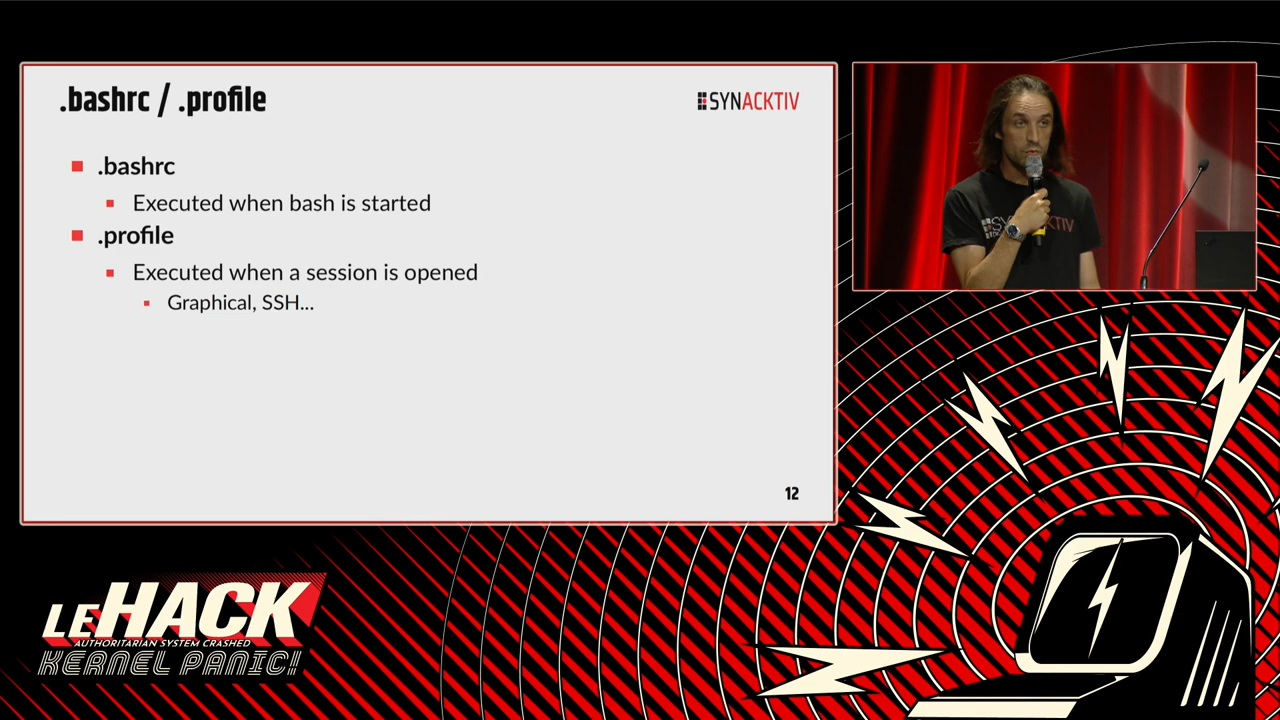 .bashrc / .profile
SYNACKTIV
.bashrc
Executed when bash is started
.profile
Executed when a session is opened
Graphical, SSH...
12
LEHACK
AUTHORITARIAN SYSTEM CRASHED
KERNEL PANIC!